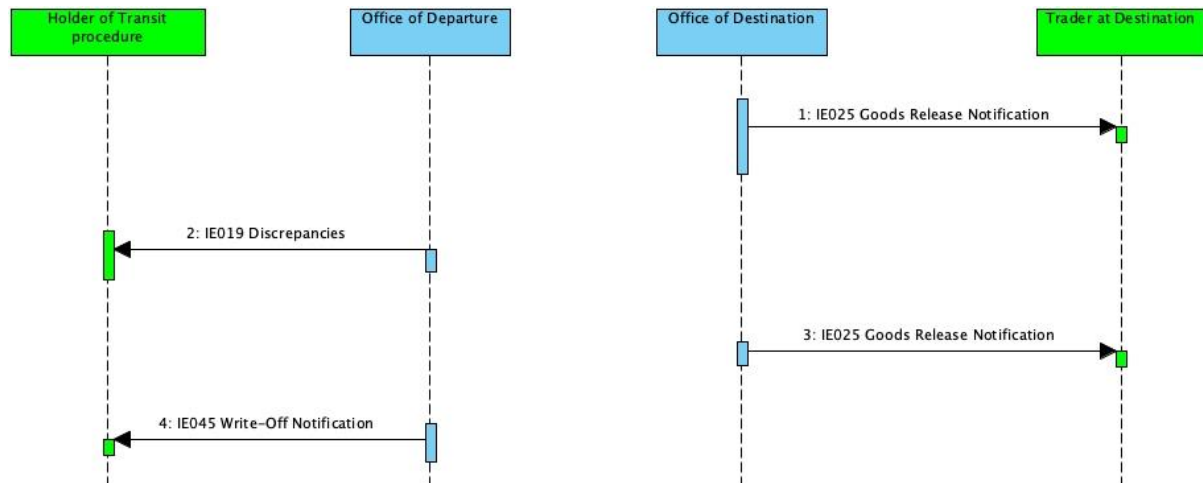 Holder of Transit
procedure
Office of Departure
Office of Destination
Trader at Destination
1: IE025 Goods Release Notification
2: IE019 Discrepancies
3: IE025 Goods Release Notification
4: IE045 Write-Off Notification